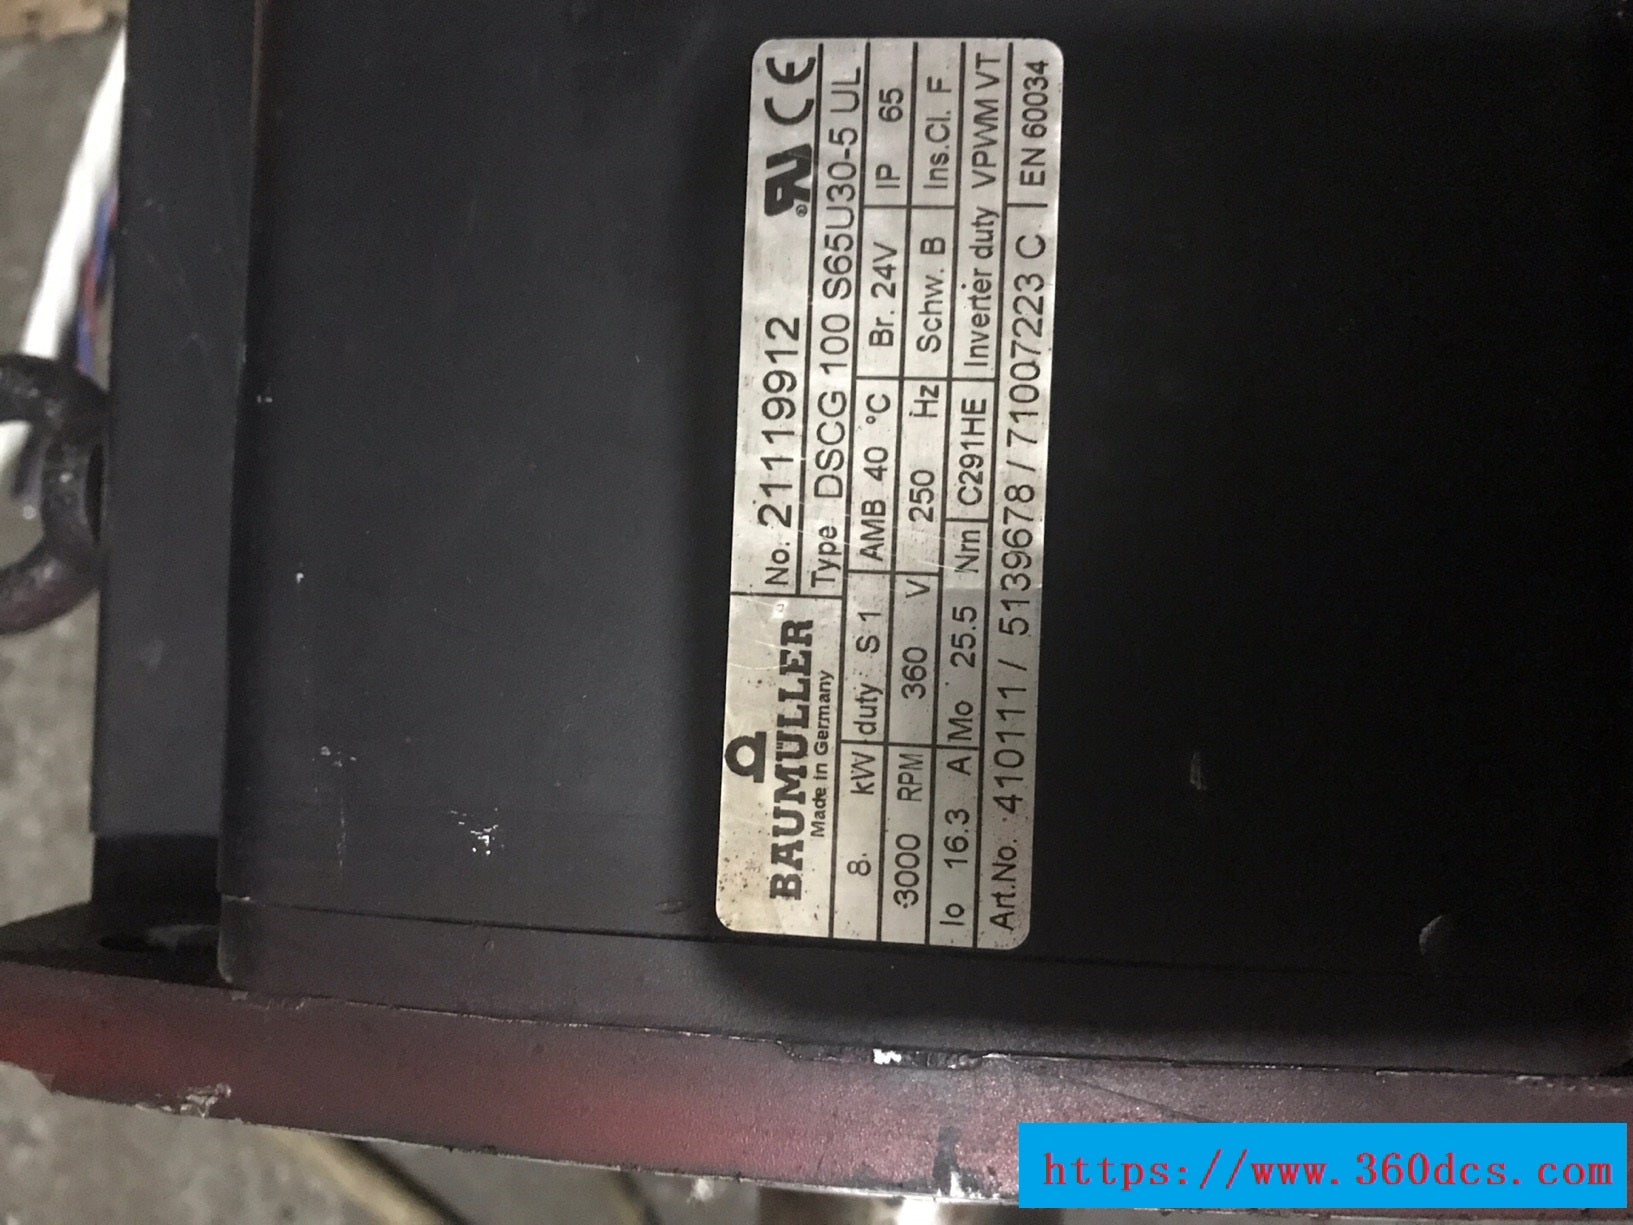 BAUMÜLLER
Made in Germany
No. 21119912
Type DSCG 100 S65U30-5 UL
8. kW duty S 1 AMB 40 °C Br. 24V IP 65
3000 RPM 360 V 250 Hz Schw. B Ins.Cl. F
Io 16.3 A Mo 25.5 Nm C291HE Inverter duty VPWM VT
Art.No. 410111 / 5139678 / 71007223 C EN 60034
https://www.360dcs.com